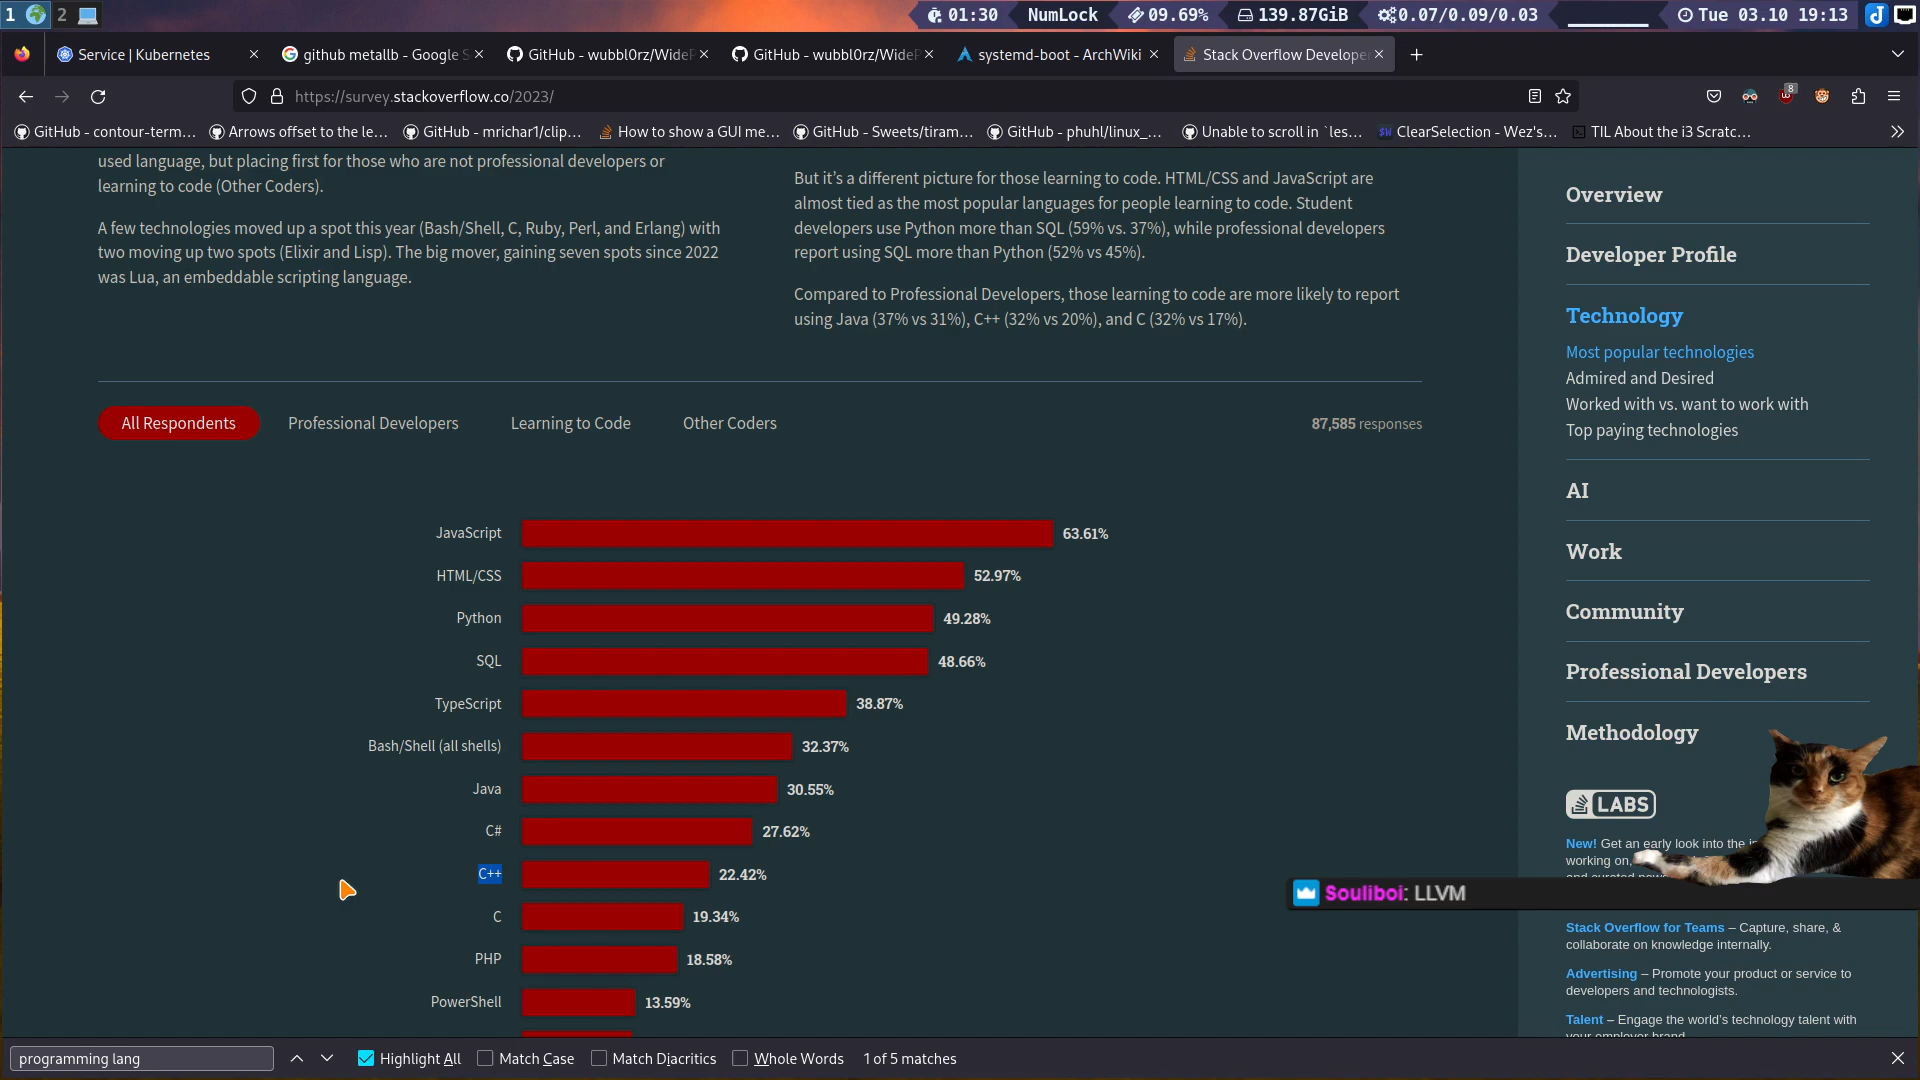 1 2 01:30 NumLock 09.69% 139.87GiB 0.07/0.09/0.03 Tue 03.10 19:13
Service | Kubernetes github metallb - Google S GitHub - wubbl0rz/WideP GitHub - wubbl0rz/WideP systemd-boot - ArchWiki Stack Overflow Develope
https://survey.stackoverflow.co/2023/ 8
GitHub - contour-term… Arrows offset to the le… GitHub - mrichar1/clip… How to show a GUI me… GitHub - Sweets/tiram… GitHub - phuhl/linux_… Unable to scroll in `les… ClearSelection - Wez's… TIL About the i3 Scratc…
used language, but placing first for those who are not professional developers or
learning to code (Other Coders).
A few technologies moved up a spot this year (Bash/Shell, C, Ruby, Perl, and Erlang) with
two moving up two spots (Elixir and Lisp). The big mover, gaining seven spots since 2022
was Lua, an embeddable scripting language.
But it’s a different picture for those learning to code. HTML/CSS and JavaScript are
almost tied as the most popular languages for people learning to code. Student
developers use Python more than SQL (59% vs. 37%), while professional developers
report using SQL more than Python (52% vs 45%).
Compared to Professional Developers, those learning to code are more likely to report
using Java (37% vs 31%), C++ (32% vs 20%), and C (32% vs 17%).
All Respondents Professional Developers Learning to Code Other Coders 87,585 responses
JavaScript 63.61%
HTML/CSS 52.97%
Python 49.28%
SQL 48.66%
TypeScript 38.87%
Bash/Shell (all shells) 32.37%
Java 30.55%
C# 27.62%
C++ 22.42%
C 19.34%
PHP 18.58%
PowerShell 13.59%
Overview
Developer Profile
Technology
Most popular technologies
Admired and Desired
Worked with vs. want to work with
Top paying technologies
AI
Work
Community
Professional Developers
Methodology
LABS
New! Get an early look into the
working on,
Souliboi: LLVM
Stack Overflow for Teams – Capture, share, &
collaborate on knowledge internally.
Advertising – Promote your product or service to
developers and technologists.
Talent – Engage the world's technology talent with
your employer brand
programming lang Highlight All Match Case Match Diacritics Whole Words 1 of 5 matches